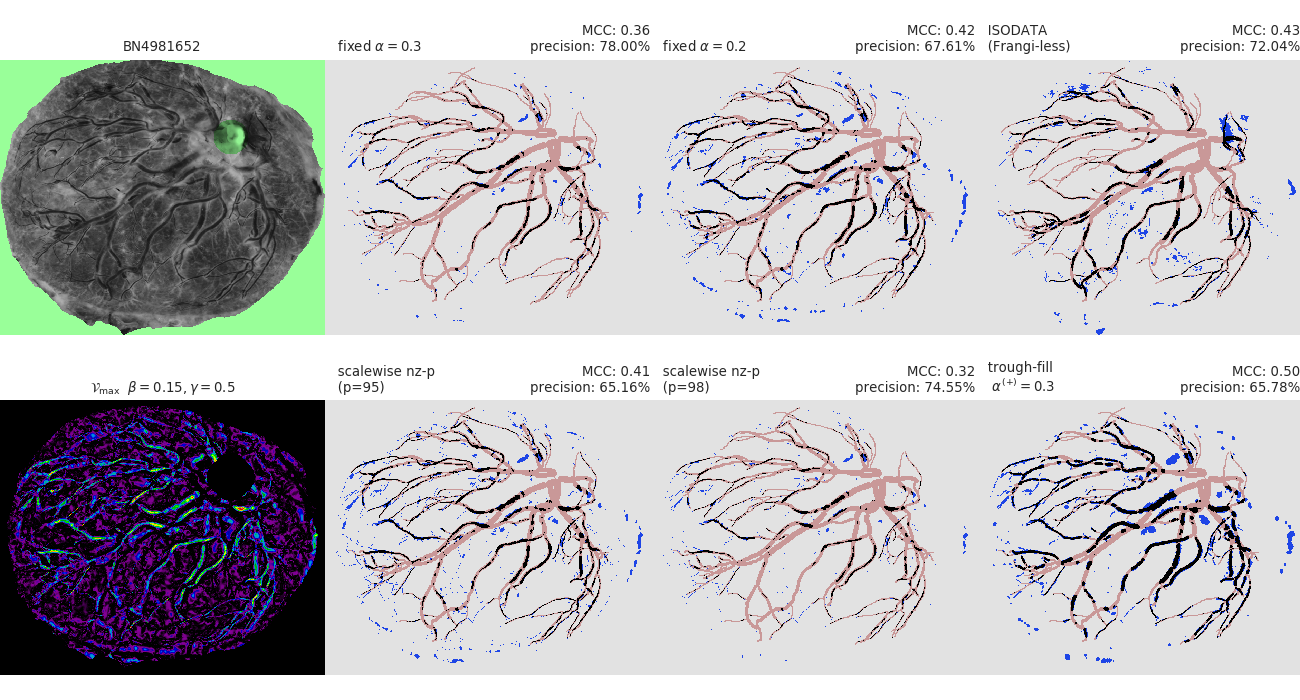 BN4981652
fixed α = 0.3
MCC: 0.36
precision: 78.00%
fixed α = 0.2
MCC: 0.42
precision: 67.61%
ISODATA
(Frangi-less)
MCC: 0.43
precision: 72.04%
𝒱max β = 0.15, γ = 0.5
scalewise nz-p
(p=95)
MCC: 0.41
precision: 65.16%
scalewise nz-p
(p=98)
MCC: 0.32
precision: 74.55%
trough-fill
α(+) = 0.3
MCC: 0.50
precision: 65.78%